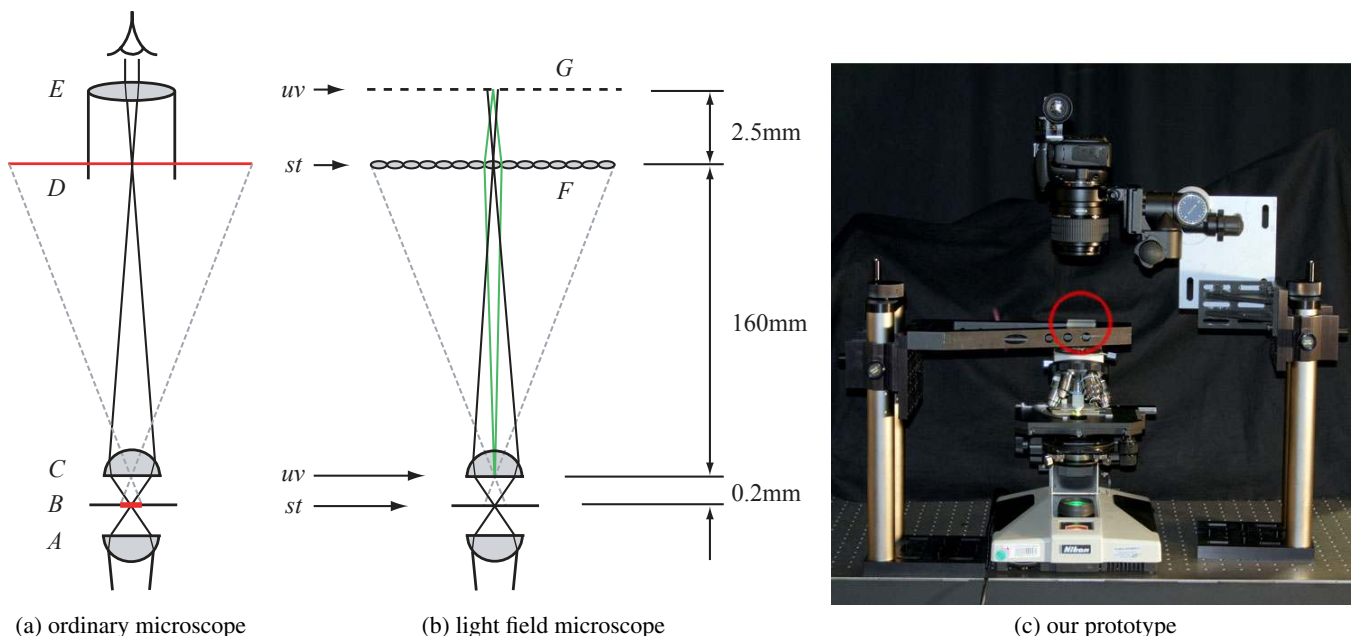 E
D
C
B
A
(a) ordinary microscope
uv
G
2.5mm
st
F
160mm
uv
0.2mm
st
(b) light field microscope
Nikon
(c) our prototype